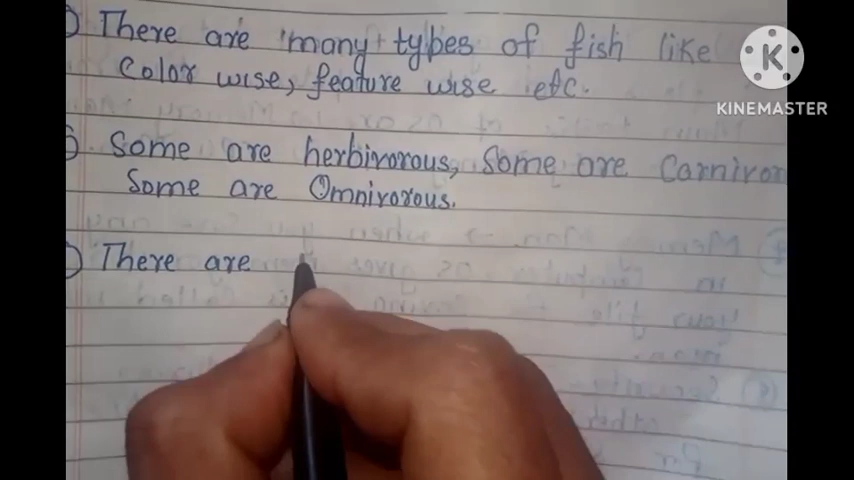 There are many types of fish like
color wise, feature wise etc.
KINEMASTER
Some are herbivorous, Some are Carnivor
Some are Omnivorous.
There are